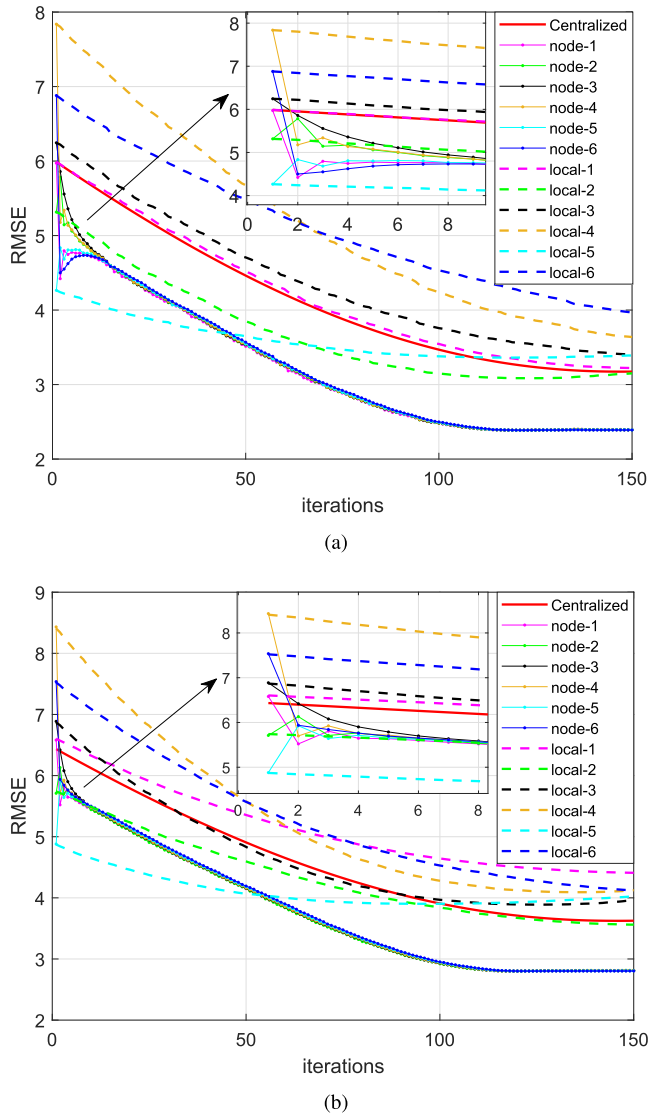 8
7
6
5
4
3
2
0
50
100
150
RMSE
iterions
8
7
6
5
4
0
2
4
6
8
Centralized
node-1
node-2
node-3
node-4
node-5
node-6
local-1
local-2
local-3
local-4
local-5
local-6
(a)
9
8
7
6
5
4
3
2
0
50
100
150
RMSE
iterions
8
7
6
5
0
2
4
6
8
Centralized
node-1
node-2
node-3
node-4
node-5
node-6
local-1
local-2
local-3
local-4
local-5
local-6
(b)